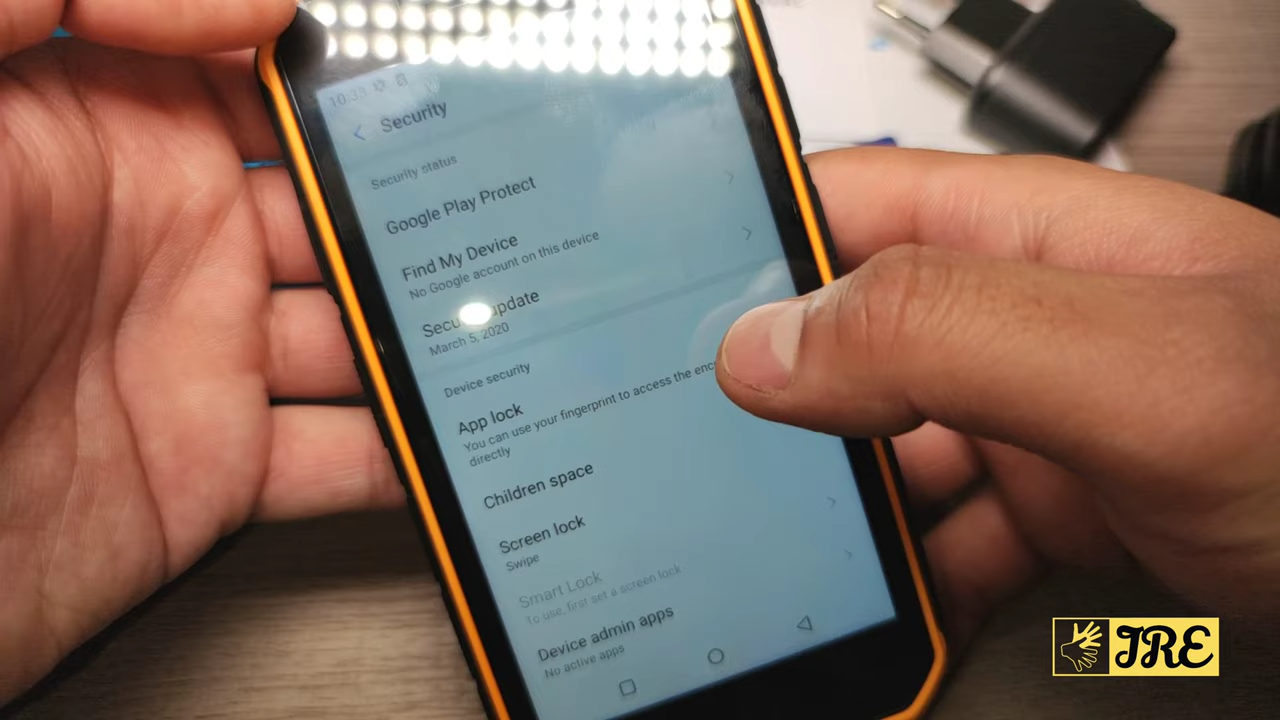 10:33
Security
Security status
Google Play Protect
Find My Device
No Google account on this device
update
March 5, 2020
Device security
App lock
You can use your fingerprint to access the
directly
Children space
Screen lock
Swipe
Smart Lock
To use, first set a screen lock
Device admin apps
No active apps
JRE